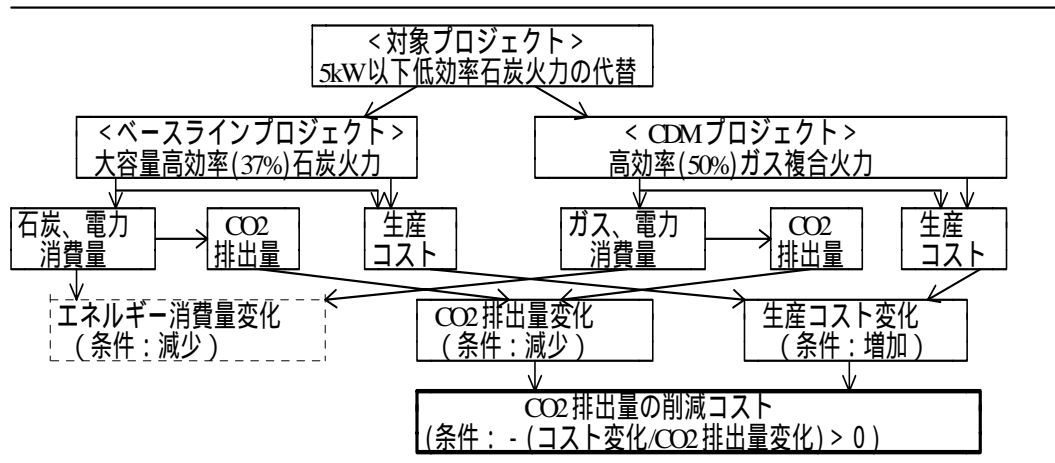 ＜対象プロジェクト＞
5kW以下低効率石炭火力の代替
＜ベースラインプロジェクト＞
大容量高効率(37%)石炭火力
＜CDMプロジェクト＞
高効率(50%)ガス複合火力
石炭、電力
消費量
CO2
排出量
生産
コスト
ガス、電力
消費量
CO2
排出量
生産
コスト
エネルギー消費量変化
（条件：減少）
CO2排出量変化
（条件：減少）
生産コスト変化
（条件：増加）
CO2排出量の削減コスト
(条件：-(コスト変化/CO2排出量変化)＞0)